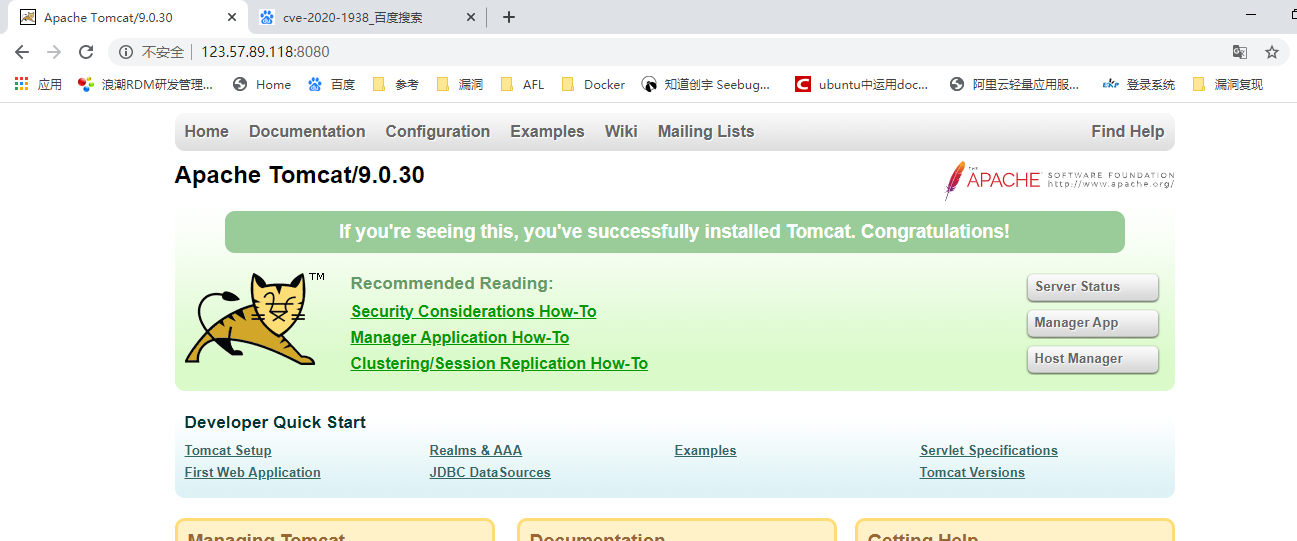 Apache Tomcat/9.0.30 cve-2020-1938_百度搜索
不安全 123.57.89.118:8080
应用 浪潮RDM研发管理... Home 百度 参考 漏洞 AFL Docker 知道创宇 Seebug... ubuntu中运用doc... 阿里云轻量应用服... 登录系统 漏洞复现
Home Documentation Configuration Examples Wiki Mailing Lists Find Help
Apache Tomcat/9.0.30
THE APACHE SOFTWARE FOUNDATION
http://www.apache.org/
If you're seeing this, you've successfully installed Tomcat. Congratulations!
TM
Recommended Reading:
Security Considerations How-To
Manager Application How-To
Clustering/Session Replication How-To
Server Status
Manager App
Host Manager
Developer Quick Start
Tomcat Setup Realms & AAA Examples Servlet Specifications
First Web Application JDBC DataSources Tomcat Versions
Managing Tomcat Documentation Getting Help